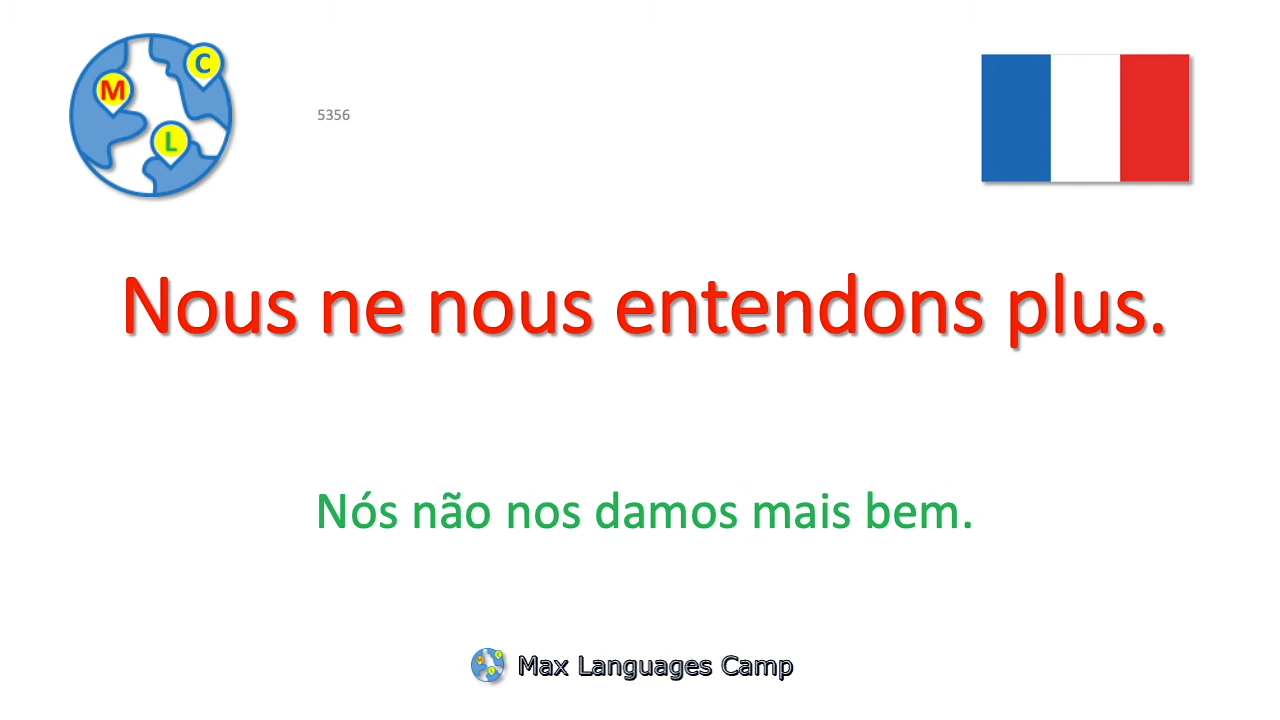 C
M
L
5356
Nous ne nous entendons plus.
Nós não nos damos mais bem.
Max Languages Camp